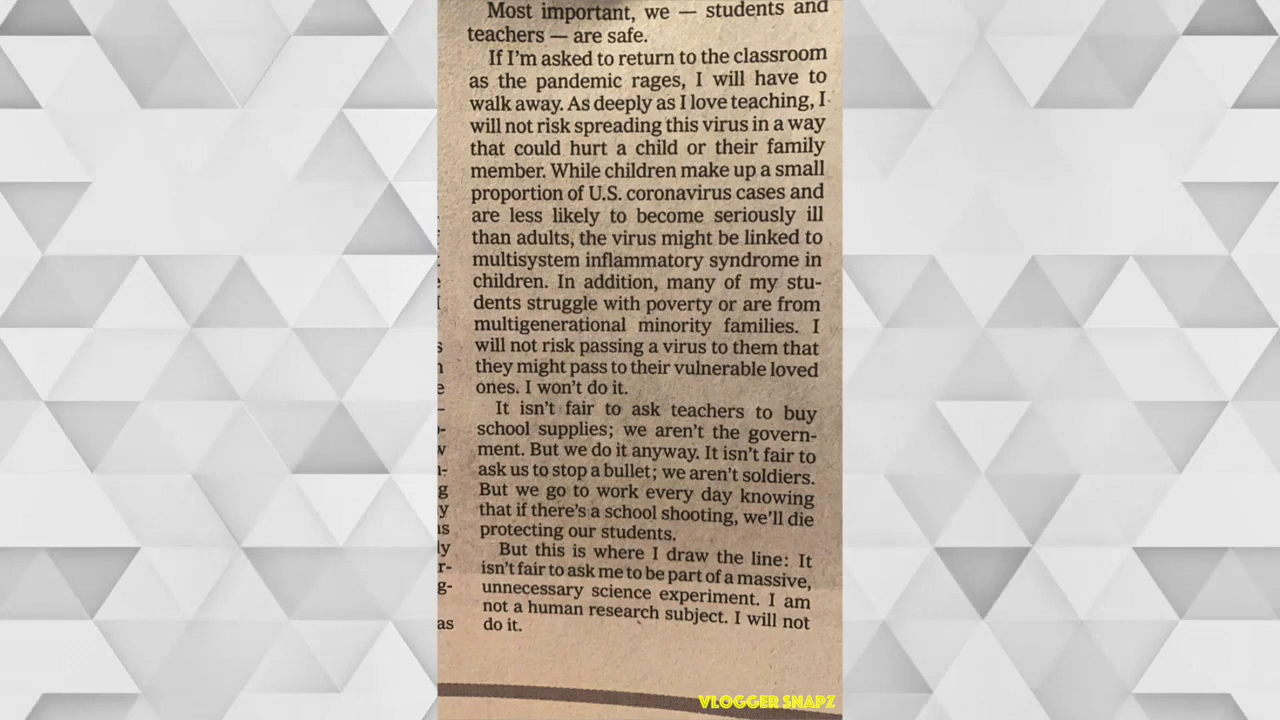 Most important, we — students and
teachers — are safe.
If I'm asked to return to the classroom
as the pandemic rages, I will have to
walk away. As deeply as I love teaching, I
will not risk spreading this virus in a way
that could hurt a child or their family
member. While children make up a small
proportion of U.S. coronavirus cases and
are less likely to become seriously ill
than adults, the virus might be linked to
multisystem inflammatory syndrome in
children. In addition, many of my stu-
dents struggle with poverty or are from
multigenerational minority families. I
will not risk passing a virus to them that
they might pass to their vulnerable loved
ones. I won't do it.
It isn't fair to ask teachers to buy
school supplies; we aren't the govern-
ment. But we do it anyway. It isn't fair to
ask us to stop a bullet; we aren't soldiers.
But we go to work every day knowing
that if there's a school shooting, we'll die
protecting our students.
But this is where I draw the line: It
isn't fair to ask me to be part of a massive,
unnecessary science experiment. I am
not a human research subject. I will not
do it.
VLOGGER SNAPZ